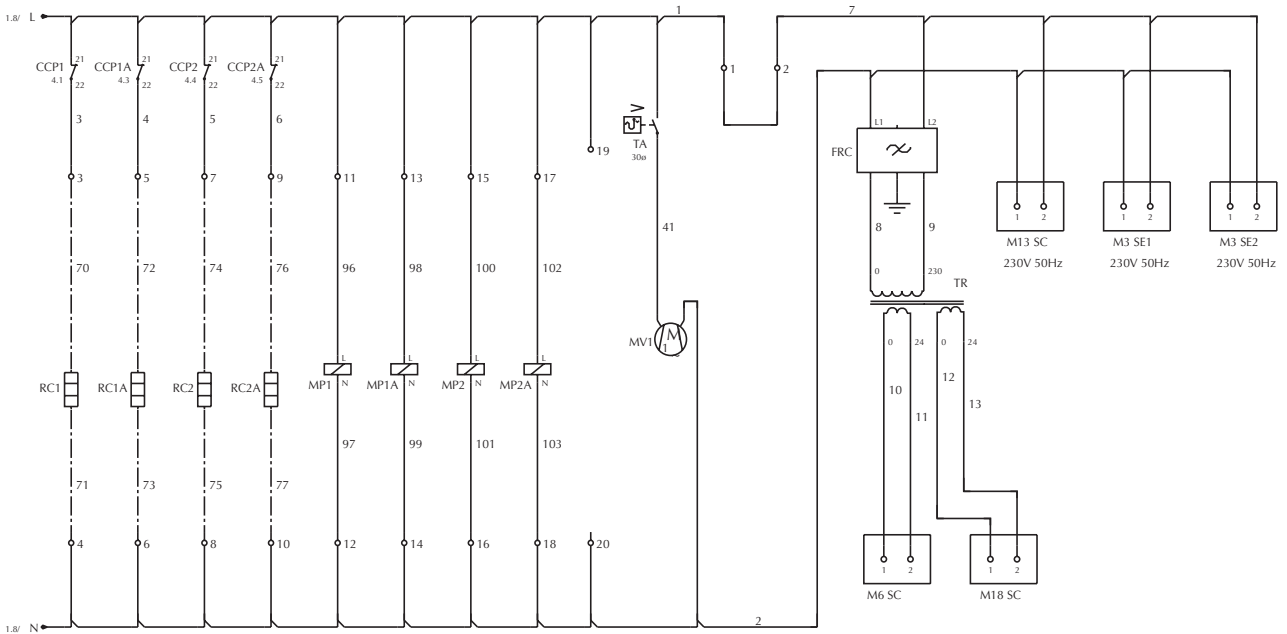 1.8/ L 1 7
CCP1 21 CCP1A 21 CCP2 21 CCP2A 21 1 2
4.1 22 4.3 22 4.4 22 4.5 22
3 4 5 6
TA
30ø
19
L1 L2
FRC
3 5 7 9 11 13 15 17
1 2 1 2 1 2
41 8 9
M13 SC M3 SE1 M3 SE2
230V 50Hz 230V 50Hz 230V 50Hz
70 72 74 76 96 98 100 102
0 230
TR
MV1 M
1 ~
0 24 0 24
L L L L
RC1 RC1A RC2 RC2A MP1 N MP1A N MP2 N MP2A N
10 12
11 13
97 99 101 103
71 73 75 77
4 6 8 10 12 14 16 18 20
1 2 1 2
M6 SC M18 SC
1.8/ N 2